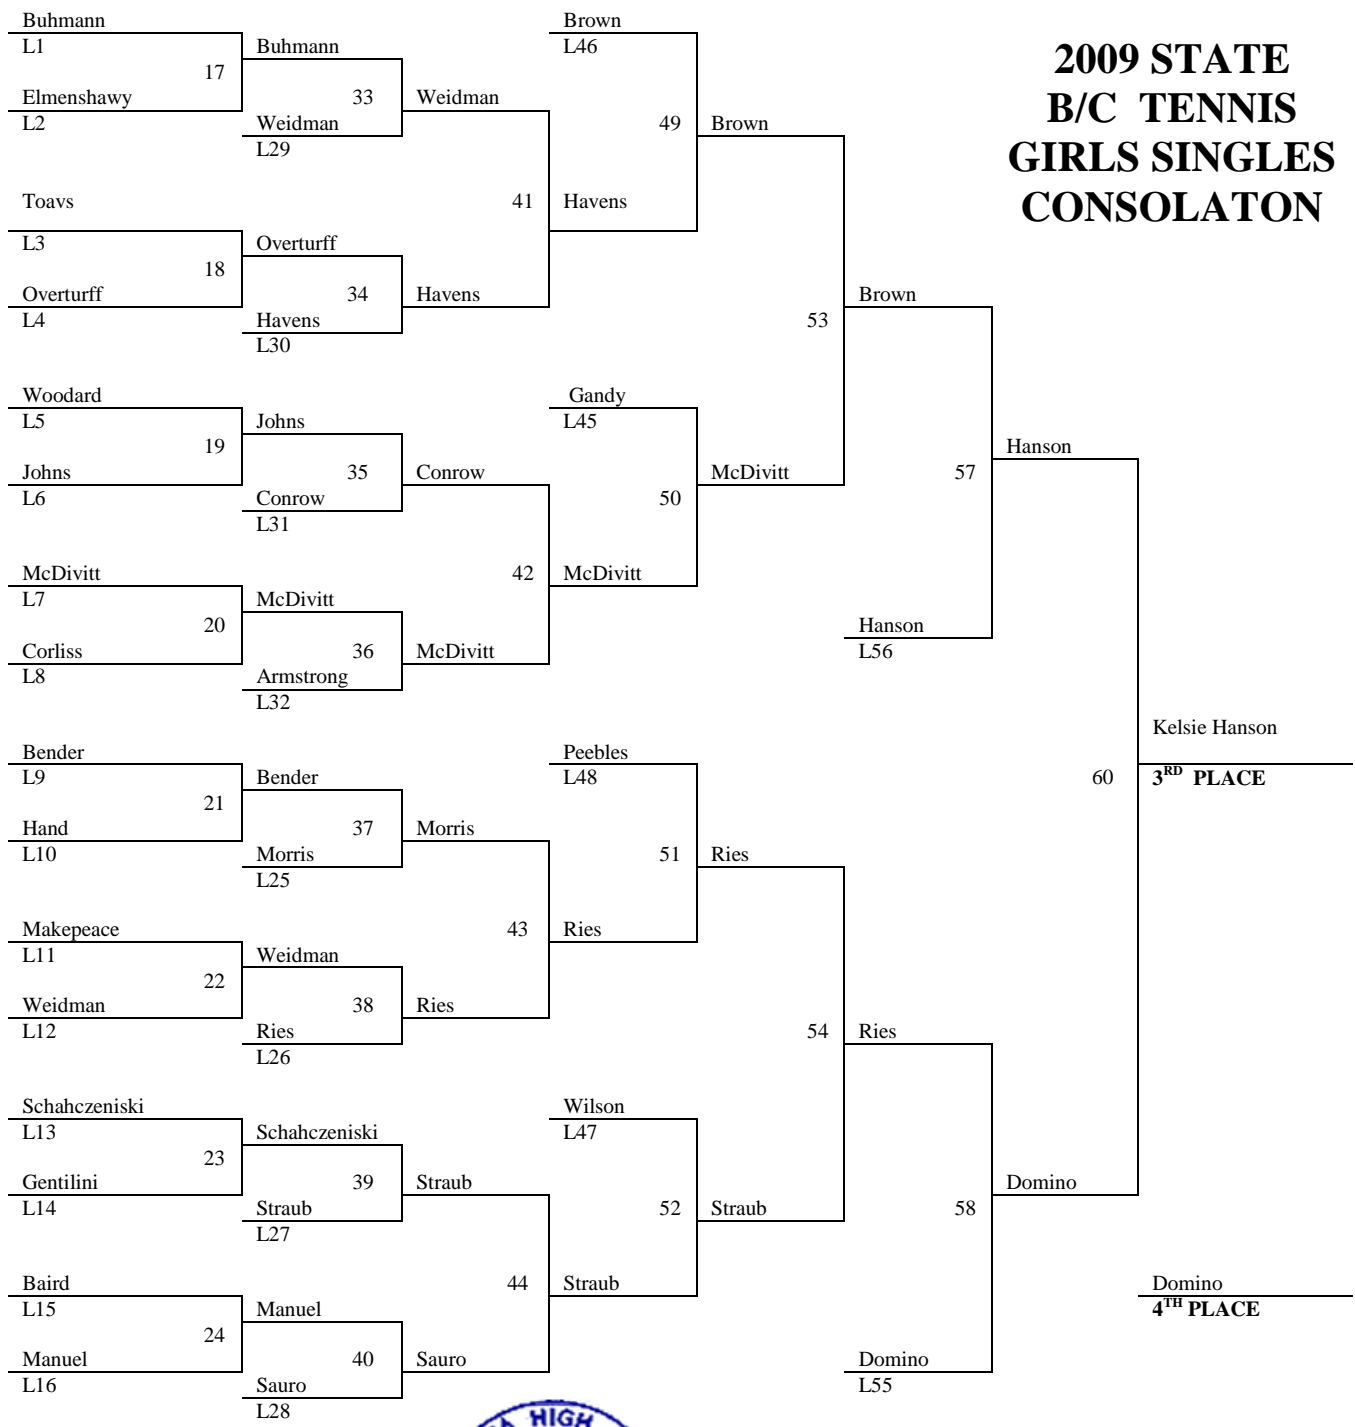 Buhmann
Brown
L1
Buhmann
L46
2009 STATE
B/C TENNIS
GIRLS SINGLES
CONSOLATON
17
Elmenshawy
33
Weidman
L2
Weidman
49
Brown
L29
Toavs
41
Havens
L3
Overturff
18
Overturff
34
Havens
Brown
L4
Havens
53
L30
Woodard
Gandy
L5
Johns
L45
19
Hanson
Johns
35
Conrow
McDivitt
57
L6
Conrow
50
L31
McDivitt
42
McDivitt
L7
McDivitt
20
Hanson
Corliss
36
McDivitt
L56
L8
Armstrong
L32
Kelsie Hanson
Bender
Peebles
L9
Bender
L48
60
3RD PLACE
21
Hand
37
Morris
L10
Morris
51
Ries
L25
Makepeace
43
Ries
L11
Weidman
22
Weidman
38
Ries
L12
Ries
54
Ries
L26
Schahczeniski
Wilson
L13
Schahczeniski
L47
23
Gentilini
39
Straub
Domino
L14
Straub
52
Straub
58
L27
Baird
44
Straub
Domino
L15
Manuel
4TH PLACE
24
Manuel
40
Sauro
Domino
L16
Sauro
L55
L28
HIGH